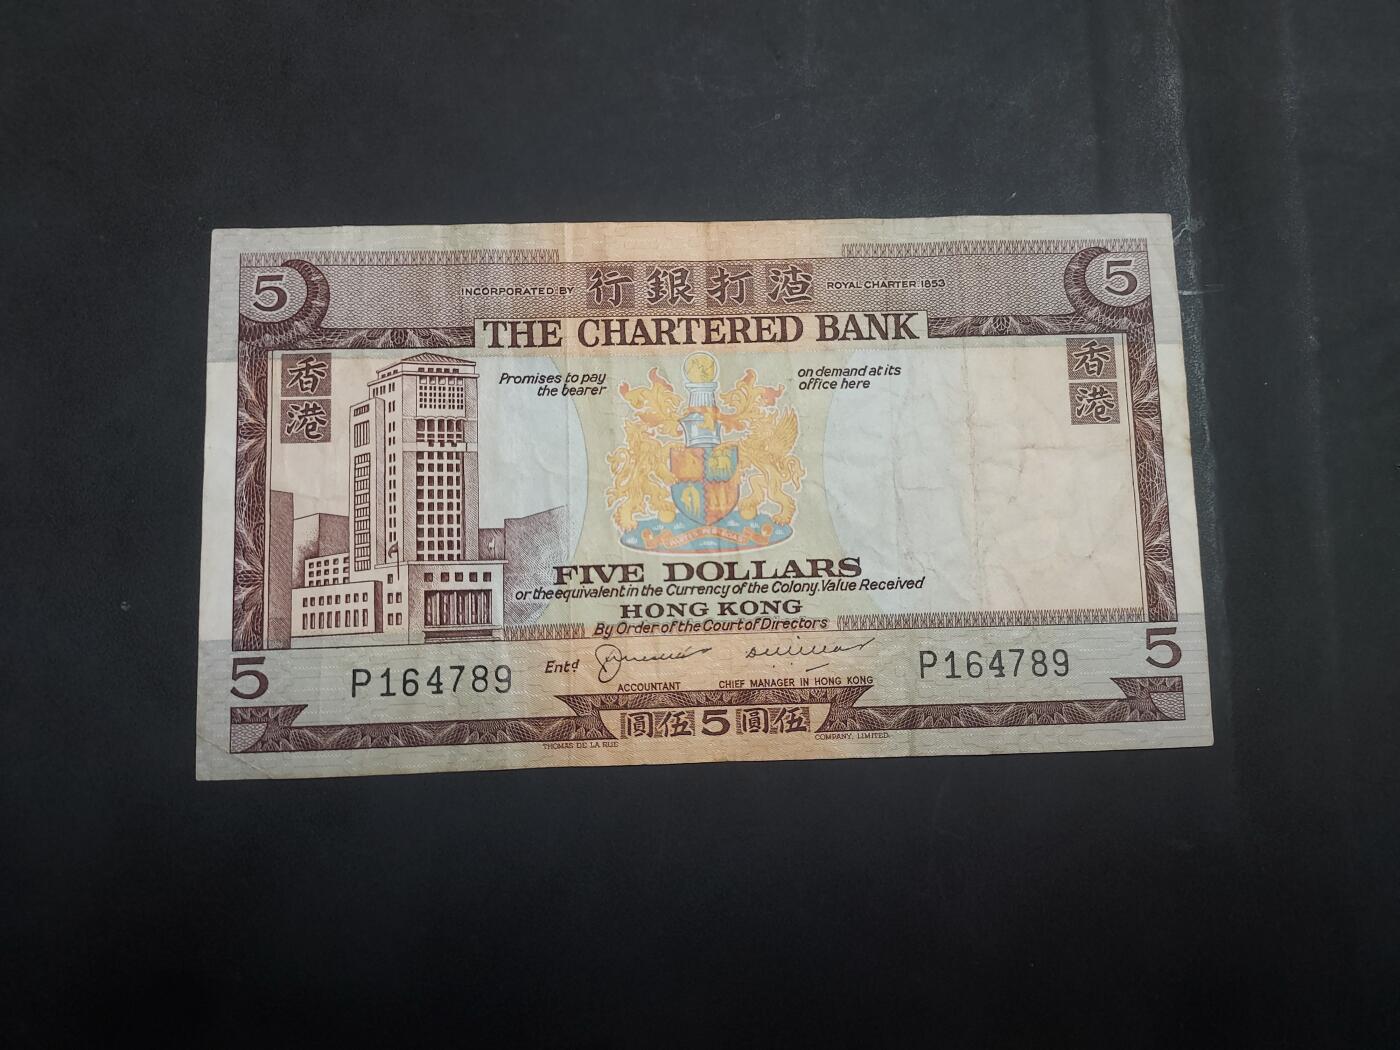 5 INCORPORATED BY 行銀打渣 ROYAL CHARTER 1853 5
THE CHARTERED BANK
香港
香港
Promises to pay
the bearer
on demand at its
office here
FIVE DOLLARS
or the equivalent in the Currency of the Colony. Value Received
HONG KONG
By Order of the Court of Directors
5 P164789 Entd P164789 5
ACCOUNTANT CHIEF MANAGER IN HONG KONG
圓伍5圓伍
THOMAS DE LA RUE COMPANY, LIMITED.